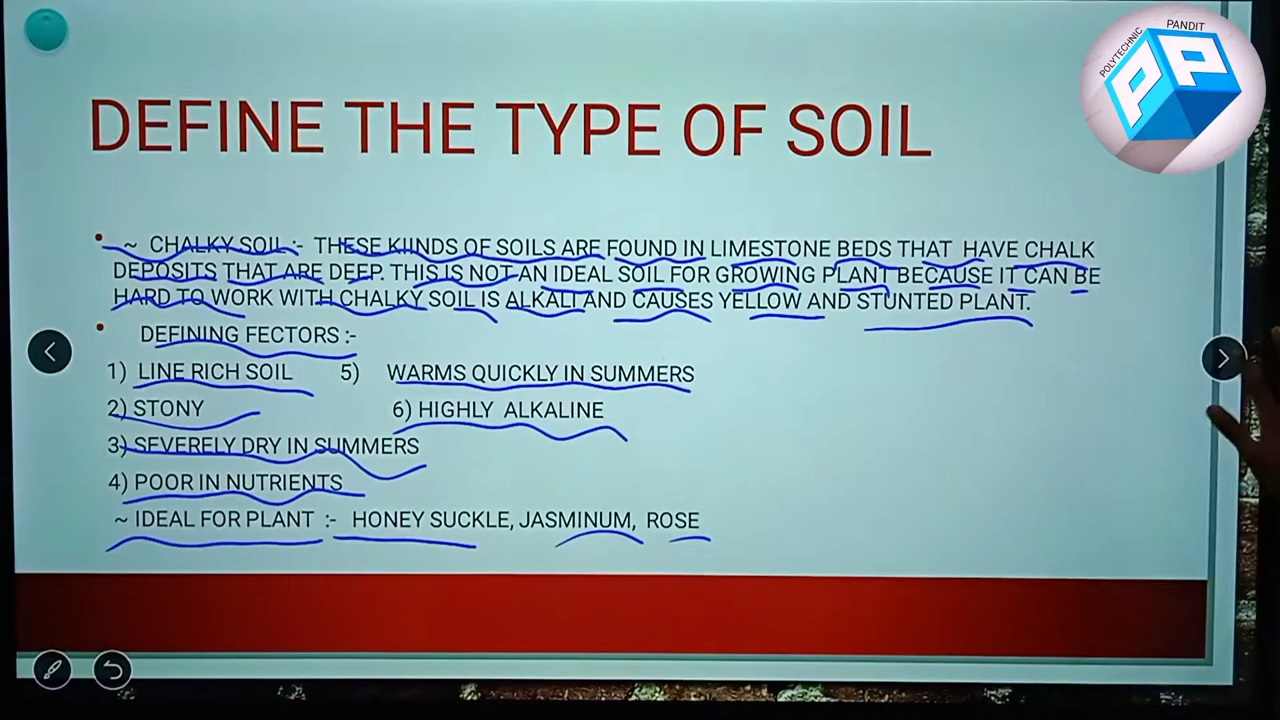 POLYTECHNIC PANDIT
PP
DEFINE THE TYPE OF SOIL
• ~ CHALKY SOIL :- THESE KIINDS OF SOILS ARE FOUND IN LIMESTONE BEDS THAT HAVE CHALK
DEPOSITS THAT ARE DEEP. THIS IS NOT AN IDEAL SOIL FOR GROWING PLANT BECAUSE IT CAN BE
HARD TO WORK WITH CHALKY SOIL IS ALKALI AND CAUSES YELLOW AND STUNTED PLANT.
• DEFINING FECTORS :-
1) LINE RICH SOIL 5) WARMS QUICKLY IN SUMMERS
2) STONY 6) HIGHLY ALKALINE
3) SEVERELY DRY IN SUMMERS
4) POOR IN NUTRIENTS
~ IDEAL FOR PLANT :- HONEY SUCKLE, JASMINUM, ROSE